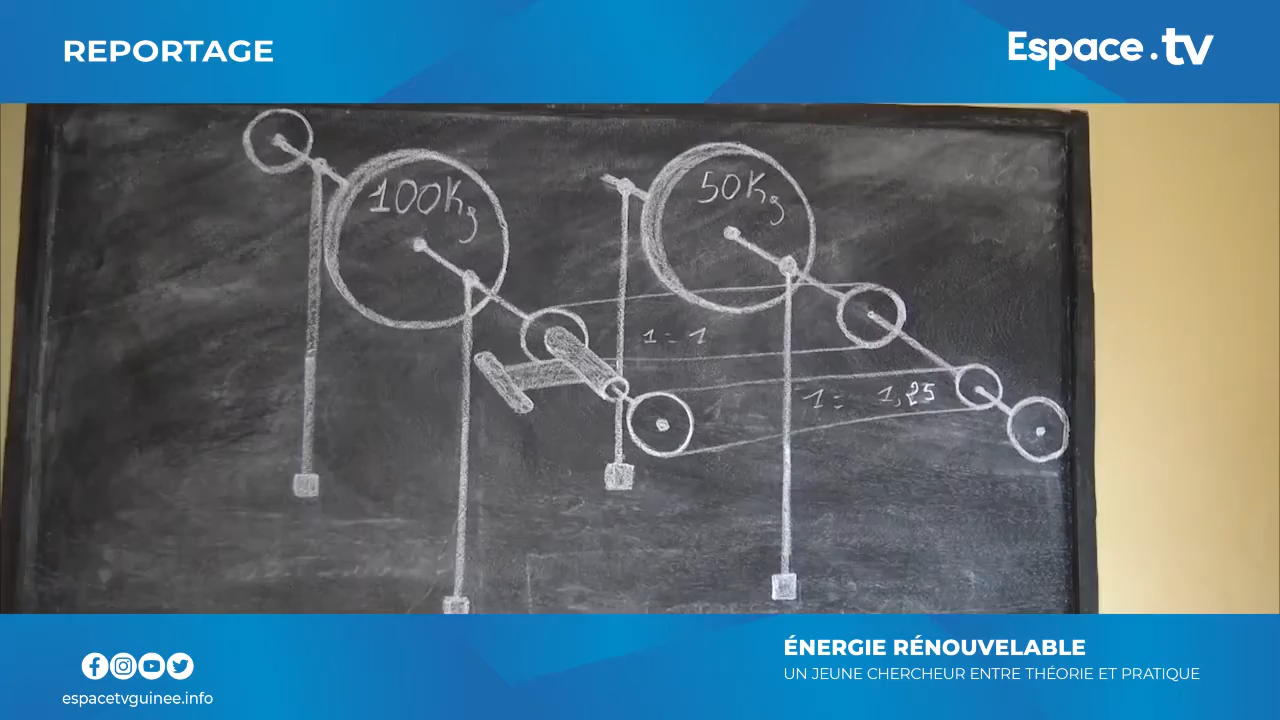 REPORTAGE
Espace.tv
100Kg
50Kg
1 = 1
1 = 1,25
ÉNERGIE RÉNOUVELABLE
UN JEUNE CHERCHEUR ENTRE THÉORIE ET PRATIQUE
espacetvguinee.info